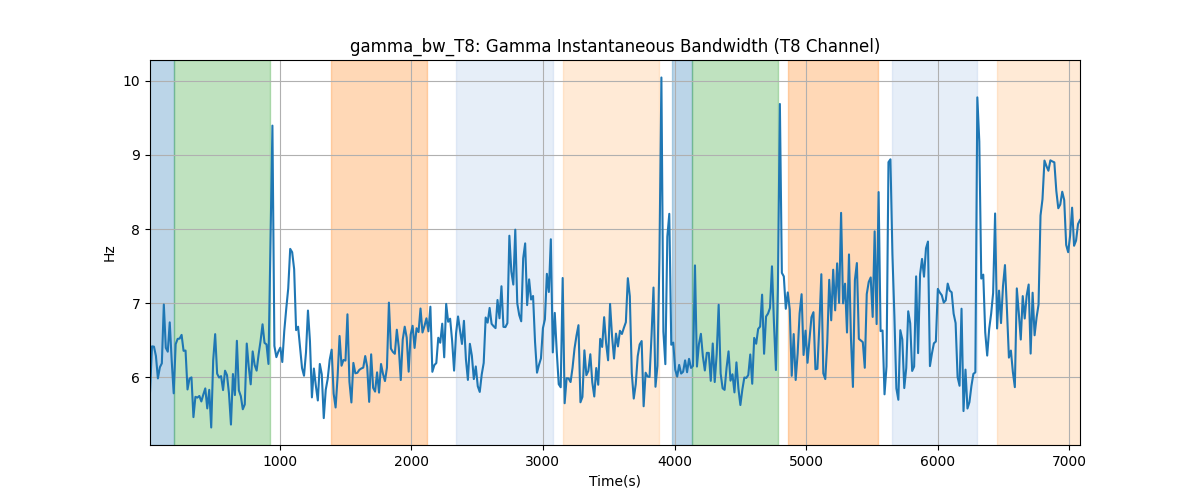 gamma_bw_T8: Gamma Instantaneous Bandwidth (T8 Channel)
10
9
8
7
6
Hz
1000 2000 3000 4000 5000 6000 7000
Time(s)